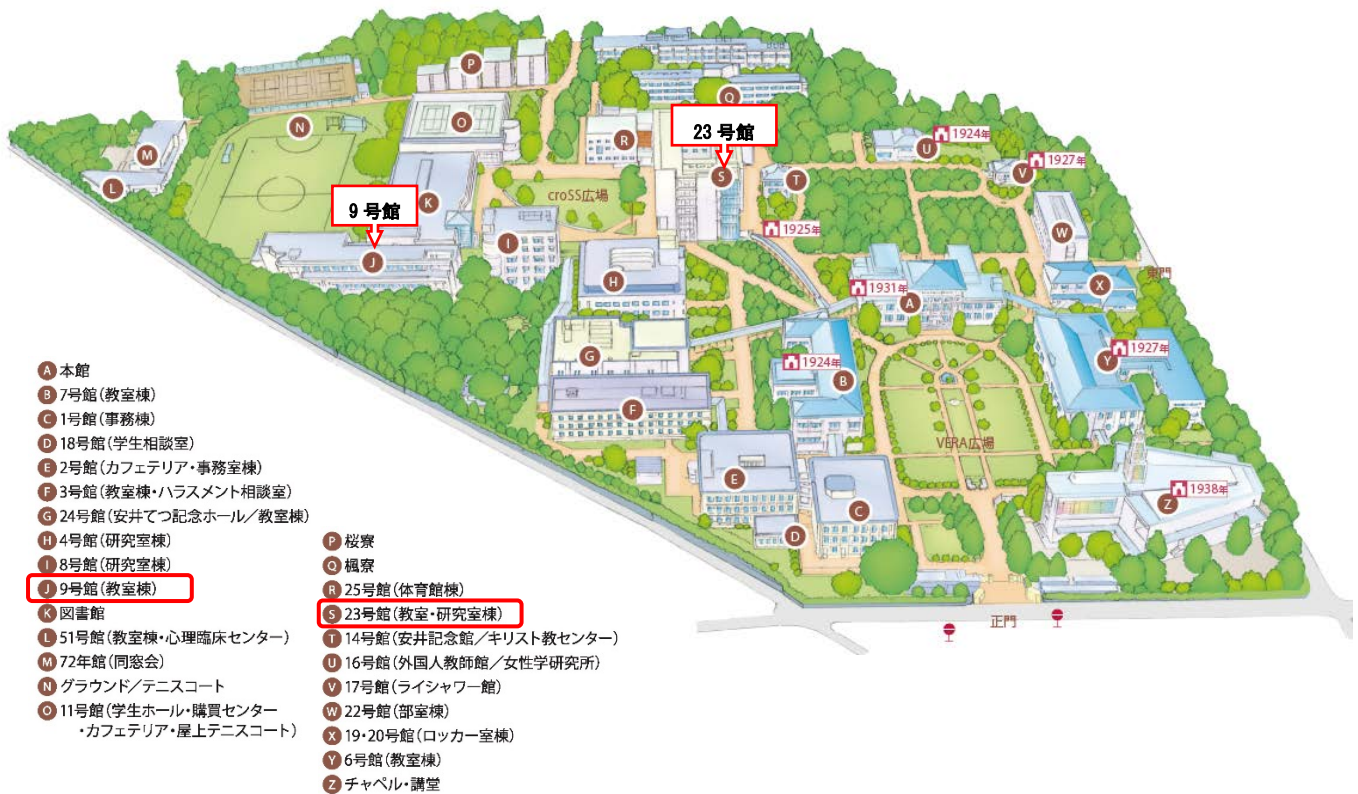 P
Q
23 号館
N
O
R
U
1924年
M
S
T
V
1927年
L
croSS広場
9 号館
K
1925年
W
I
J
東門
H
A
1931年
X
G
B
1924年
Y
1927年
F
VERA広場
E
C
Z
1938年
D
正門
A 本館
B 7号館(教室棟)
C 1号館(事務棟)
D 18号館(学生相談室)
E 2号館(カフェテリア・事務室棟)
F 3号館(教室棟・ハラスメント相談室)
G 24号館(安井てつ記念ホール/教室棟)
H 4号館(研究室棟)
I 8号館(研究室棟)
J 9号館(教室棟)
K 図書館
L 51号館(教室棟・心理臨床センター)
M 72年館(同窓会)
N グラウンド/テニスコート
O 11号館(学生ホール・購買センター
・カフェテリア・屋上テニスコート)
P 桜寮
Q 楓寮
R 25号館(体育館棟)
S 23号館(教室・研究室棟)
T 14号館(安井記念館/キリスト教センター)
U 16号館(外国人教師館/女性学研究所)
V 17号館(ライシャワー館)
W 22号館(部室棟)
X 19・20号館(ロッカー室棟)
Y 6号館(教室棟)
Z チャペル・講堂